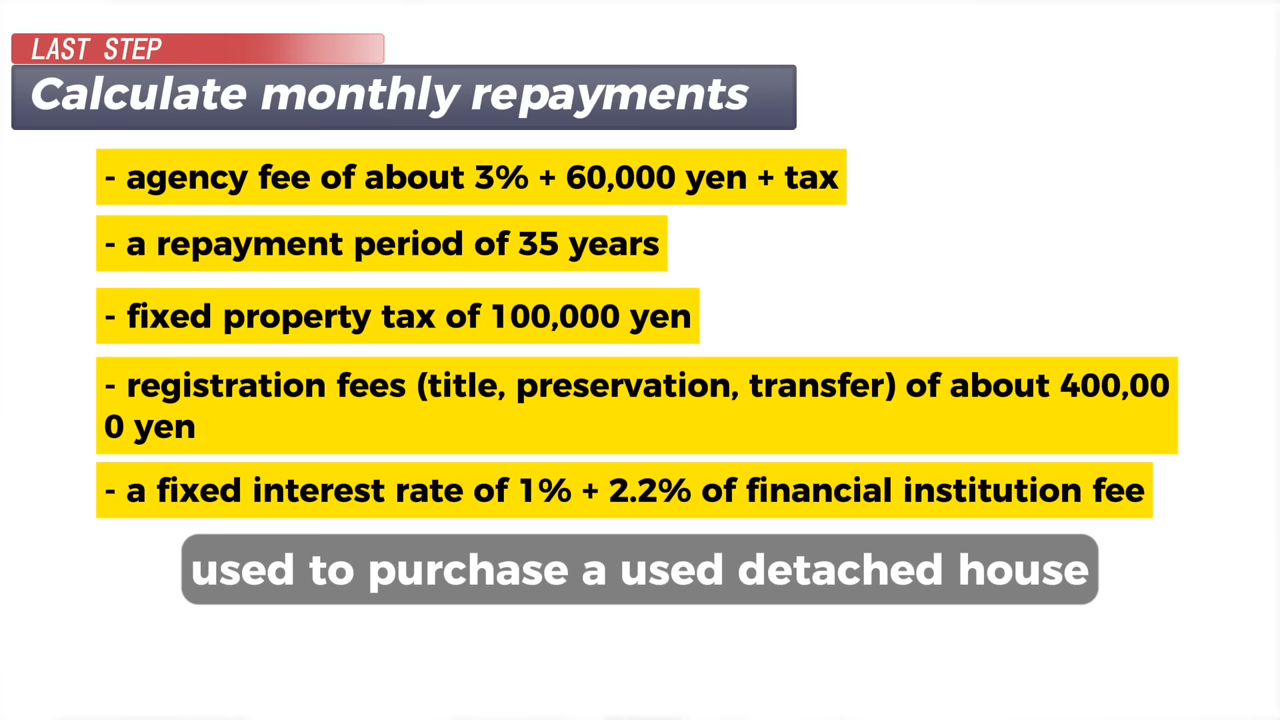 LAST STEP
Calculate monthly repayments
- agency fee of about 3% + 60,000 yen + tax
- a repayment period of 35 years
- fixed property tax of 100,000 yen
- registration fees (title, preservation, transfer) of about 400,00
0 yen
- a fixed interest rate of 1% + 2.2% of financial institution fee
used to purchase a used detached house